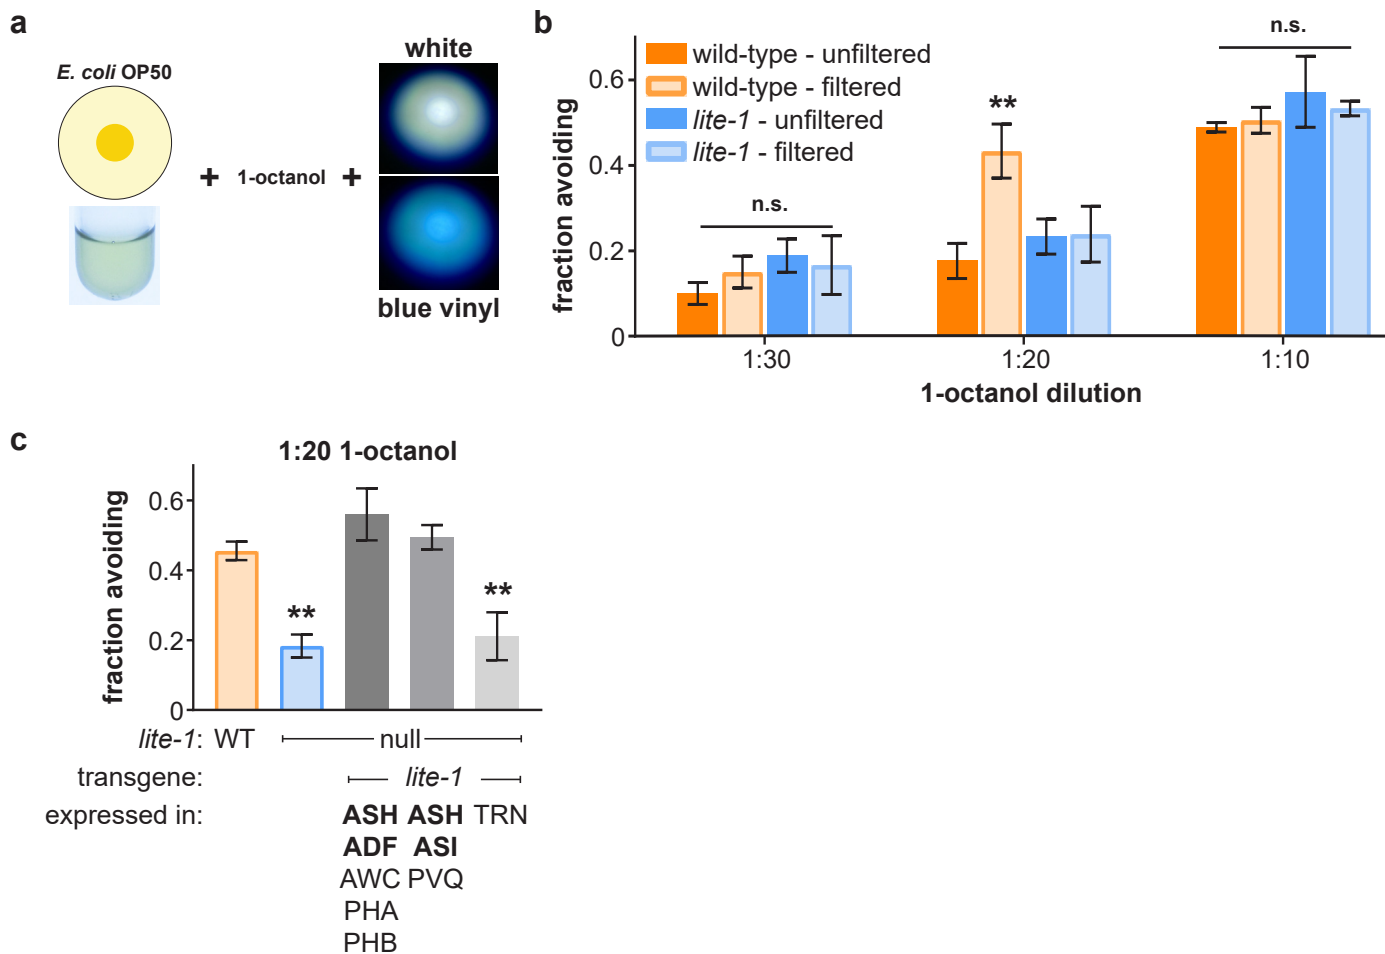 a
E. coli OP50
+ 1-octanol +
white
blue vinyl
b
fraction avoiding
0.6
0.4
0.2
0
wild-type - unfiltered
wild-type - filtered
lite-1 - unfiltered
lite-1 - filtered
n.s.
**
n.s.
1:30 1:20 1:10
1-octanol dilution
c
1:20 1-octanol
fraction avoiding
0.6
0.4
0.2
0
**
**
lite-1: WT null
transgene: lite-1
expressed in: ASH ASH TRN
ADF ASI
AWC PVQ
PHA
PHB